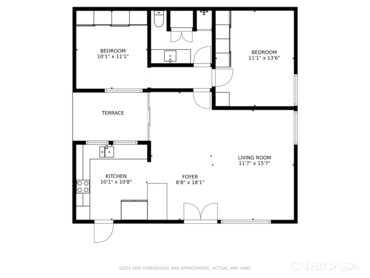 BEDROOM
10'1" × 11'1"
BEDROOM
11'1" × 13'6"
TERRACE
LIVING ROOM
11'7" × 15'7"
KITCHEN
10'1" × 10'8"
FOYER
8'8" × 18'1"
SIZES AND DIMENSIONS ARE APPROXIMATE, ACTUAL MAY VARY.
CUBICASA